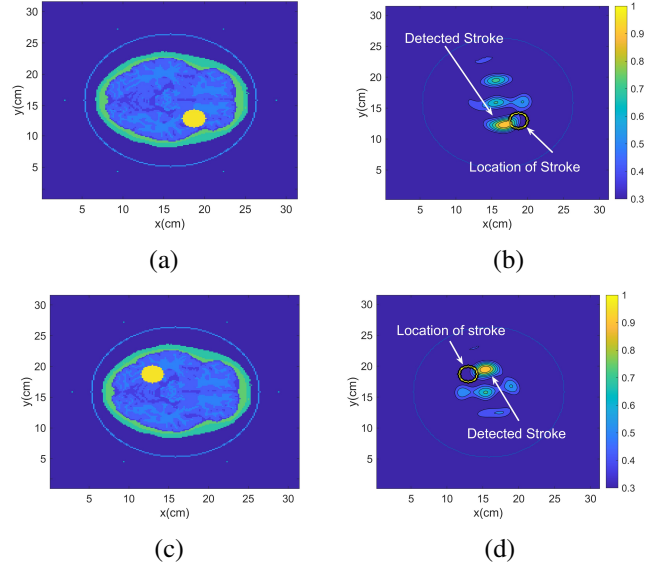 30
25
20
15
10
5
y(cm)
5 10 15 20 25 30
x(cm)
(a)
Detected Stroke
Location of Stroke
30
25
20
15
10
5
y(cm)
5 10 15 20 25 30
x(cm)
1
0.9
0.8
0.7
0.6
0.5
0.4
0.3
(b)
30
25
20
15
10
5
y(cm)
5 10 15 20 25 30
x(cm)
(c)
Location of stroke
Detected Stroke
30
25
20
15
10
5
y(cm)
5 10 15 20 25 30
x(cm)
1
0.9
0.8
0.7
0.6
0.5
0.4
0.3
(d)